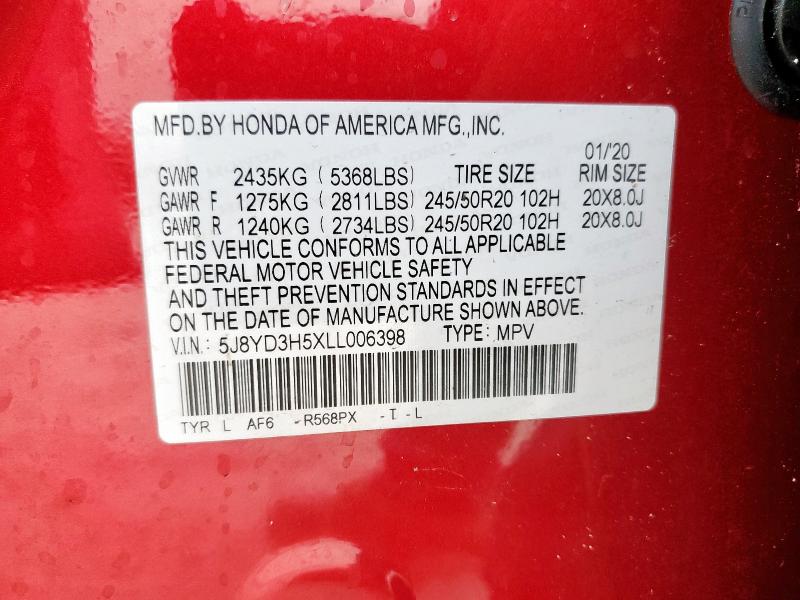 MFD.BY HONDA OF AMERICA MFG.,INC.
01/'20
GVWR 2435KG ( 5368LBS) TIRE SIZE RIM SIZE
GAWR F 1275KG ( 2811LBS) 245/50R20 102H 20X8.0J
GAWR R 1240KG ( 2734LBS) 245/50R20 102H 20X8.0J
THIS VEHICLE CONFORMS TO ALL APPLICABLE
FEDERAL MOTOR VEHICLE SAFETY
AND THEFT PREVENTION STANDARDS IN EFFECT
ON THE DATE OF MANUFACTURE SHOWN ABOVE.
V.I.N: 5J8YD3H5XLL006398 TYPE: MPV
TYR L AF6 -R568PX -T -L